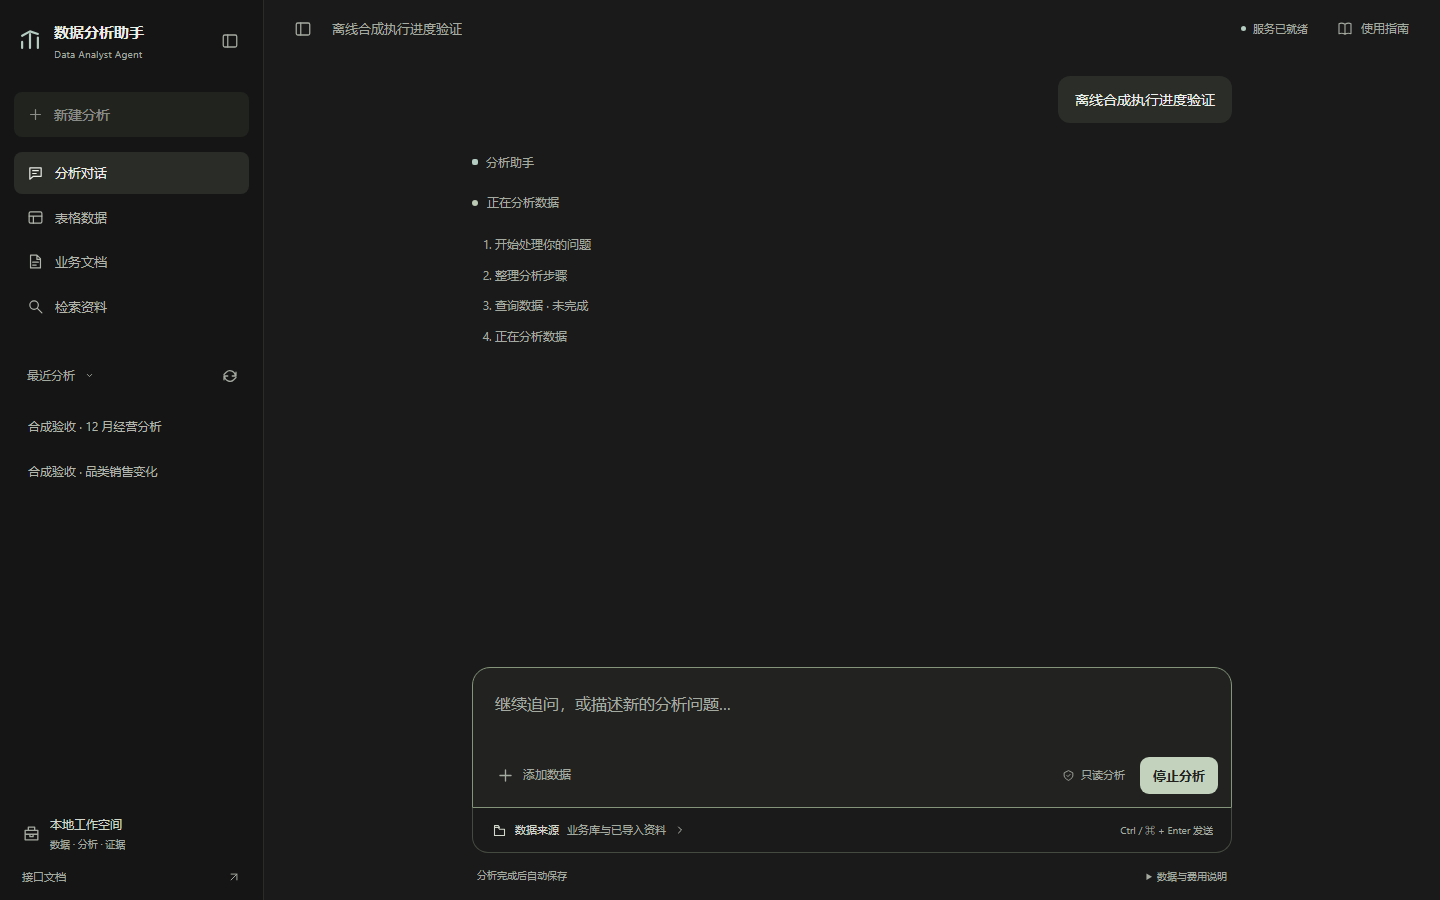 数据分析助手
Data Analyst Agent
新建分析
分析对话
表格数据
业务文档
检索资料
最近分析
合成验收 · 12 月经营分析
合成验收 · 品类销售变化
本地工作空间
数据 · 分析 · 证据
接口文档
离线合成执行进度验证
服务已就绪
使用指南
离线合成执行进度验证
分析助手
正在分析数据
1. 开始处理你的问题
2. 整理分析步骤
3. 查询数据 · 未完成
4. 正在分析数据
继续追问，或描述新的分析问题...
添加数据
只读分析
停止分析
数据来源 业务库与已导入资料
Ctrl / ⌘ + Enter 发送
分析完成后自动保存
数据与费用说明